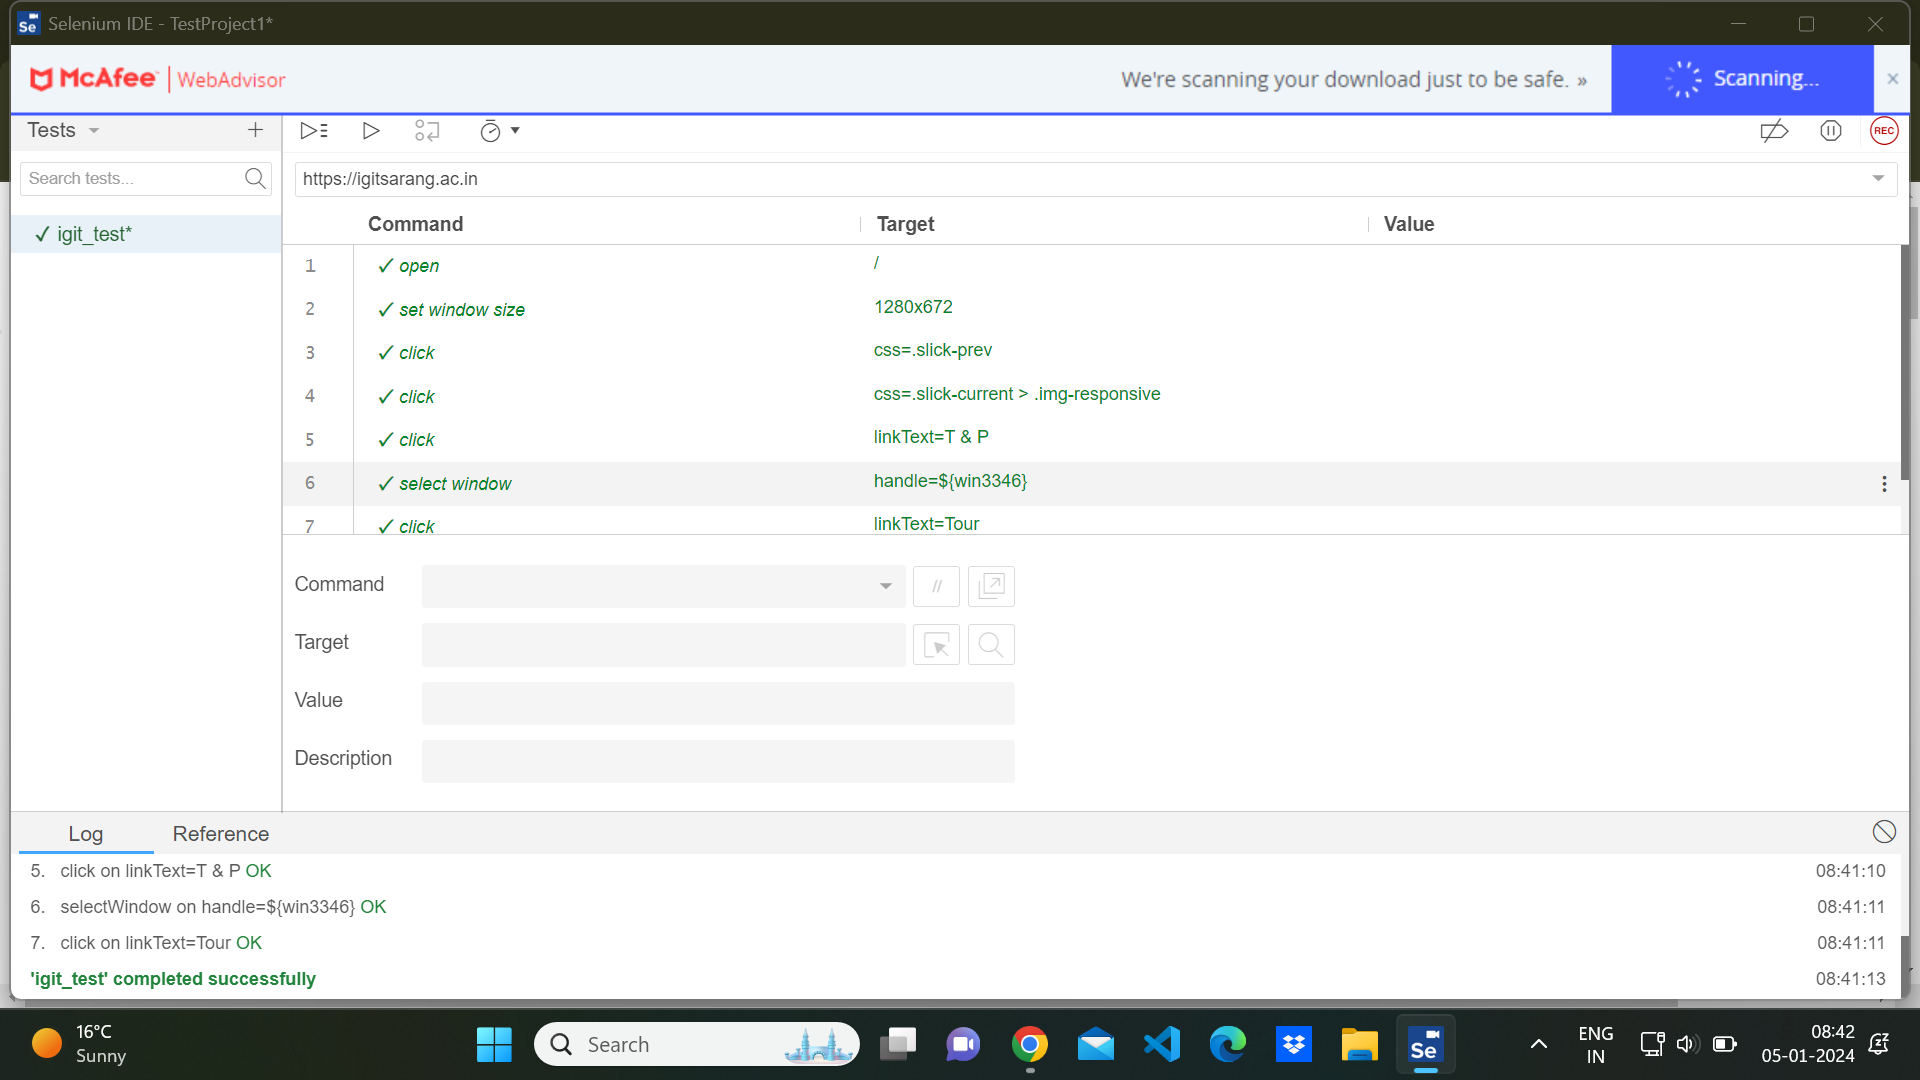 Selenium IDE - TestProject1*
McAfee | WebAdvisor
We're scanning your download just to be safe. »
Scanning...
Tests
REC
Search tests...
https://igitsarang.ac.in
✓ igit_test*
Command Target Value
1 ✓ open /
2 ✓ set window size 1280x672
3 ✓ click css=.slick-prev
4 ✓ click css=.slick-current > .img-responsive
5 ✓ click linkText=T & P
6 ✓ select window handle=${win3346}
7 ✓ click linkText=Tour
Command
//
Target
Value
Description
Log Reference
5. click on linkText=T & P OK 08:41:10
6. selectWindow on handle=${win3346} OK 08:41:11
7. click on linkText=Tour OK 08:41:11
'igit_test' completed successfully 08:41:13
16°C
Sunny
Search
Se
ENG
IN
08:42
05-01-2024